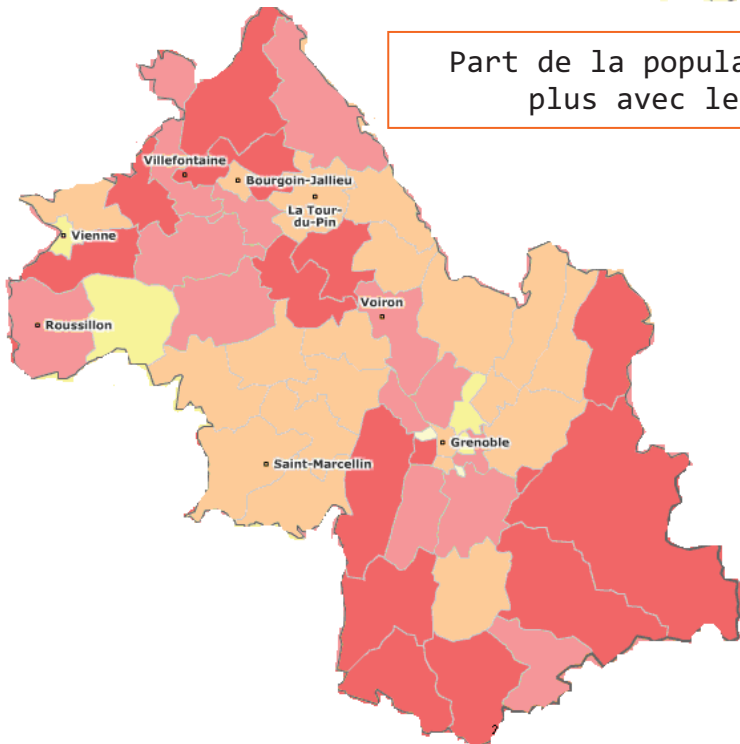 Part de la popula
plus avec le
Villefontaine
Bourgoin-Jallieu
La Tour-
du-Pin
Vienne
Voiron
Roussillon
Grenoble
Saint-Marcellin